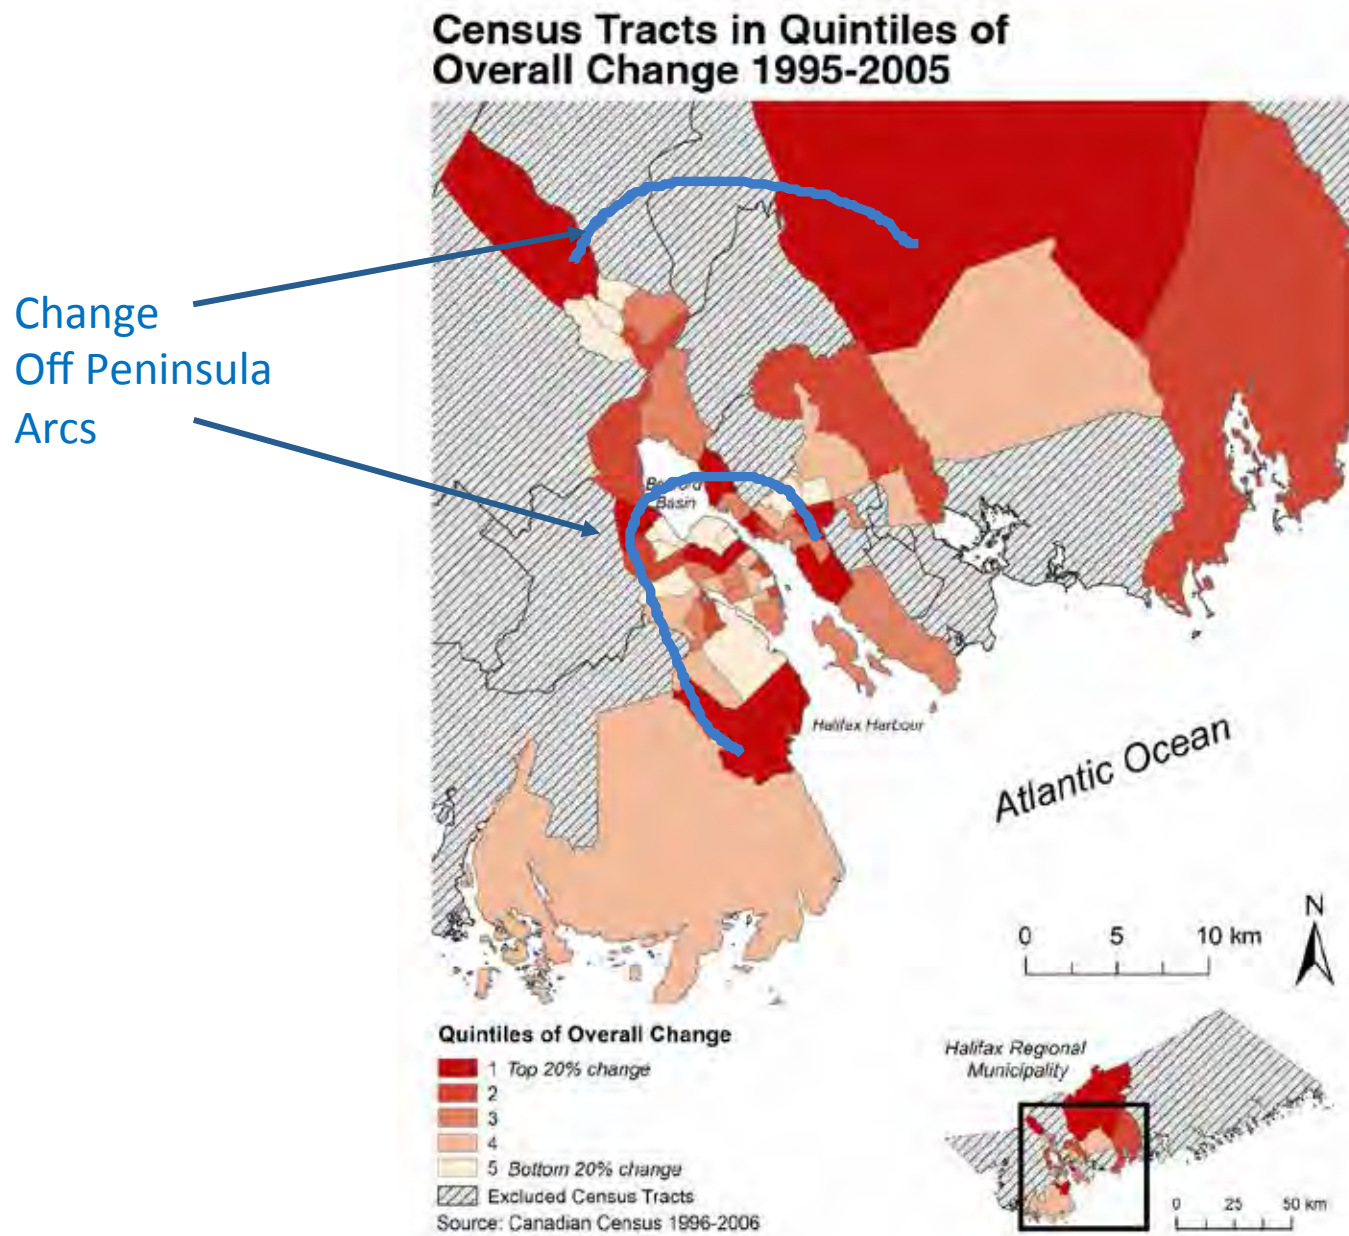 Census Tracts in Quintiles of
Overall Change 1995-2005
Change
Off Peninsula
Arcs
Bedford
Basin
Halifax Harbour
Atlantic Ocean
N
0 5 10 km
Quintiles of Overall Change
1 Top 20% change
2
3
4
5 Bottom 20% change
Excluded Census Tracts
Source: Canadian Census 1996-2006
Halifax Regional
Municipality
0 25 50 km